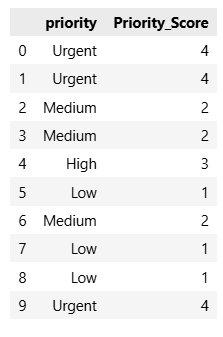 priority Priority_Score
0 Urgent 4
1 Urgent 4
2 Medium 2
3 Medium 2
4 High 3
5 Low 1
6 Medium 2
7 Low 1
8 Low 1
9 Urgent 4